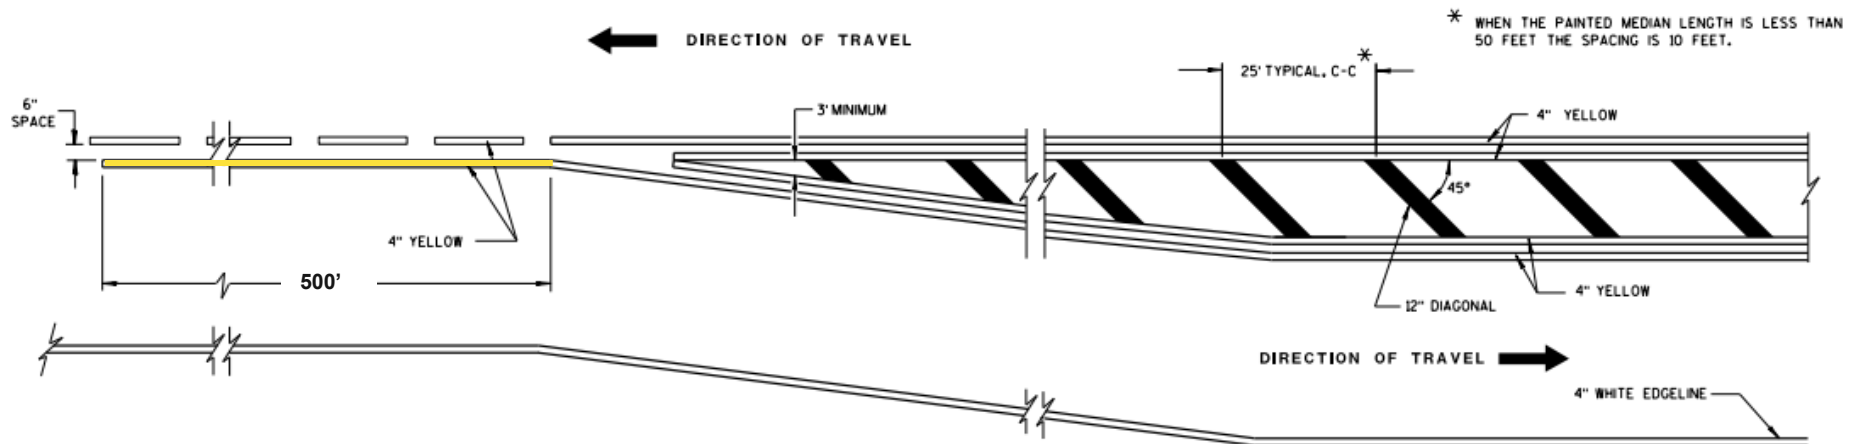 * WHEN THE PAINTED MEDIAN LENGTH IS LESS THAN
50 FEET THE SPACING IS 10 FEET.
DIRECTION OF TRAVEL
25' TYPICAL, C-C *
6"
SPACE
3' MINIMUM
4" YELLOW
45°
4" YELLOW
500'
4" YELLOW
12" DIAGONAL
DIRECTION OF TRAVEL
4" WHITE EDGELINE